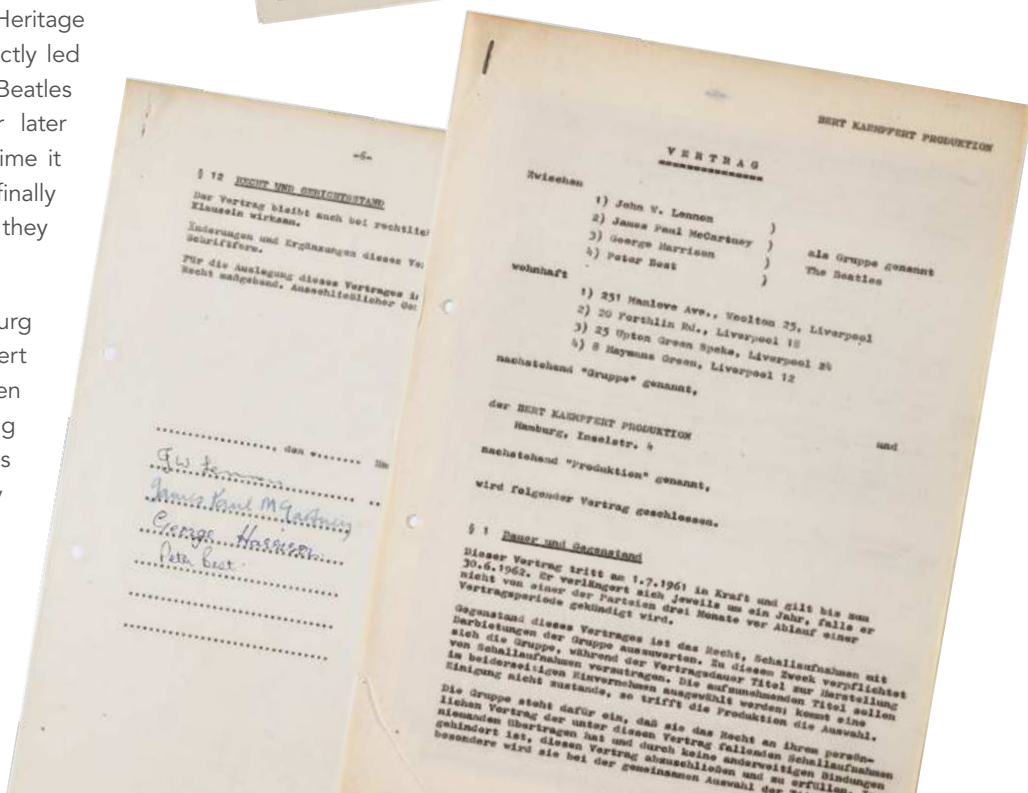 Heritage
ctly led
Beatles
r later
ime it
finally
they
urg
ert
en
g
s
-6-
§ 12 RECHT UND GERICHTSSTAND
Der Vertrag bleibt auch bei rechtlic
Klauseln wirksam.
Änderungen und Ergänzungen dieses Ve
Schriftform.
Für die Auslegung dieses Vertrages i
Recht maßgebend. Ausschließlicher Ge
den
James Paul McCartney
George Harrison
Peter Best
BERT KAEMPFERT PRODUKTION
VERTRAG
Zwischen
1) John W. Lennon )
2) James Paul McCartney )
3) George Harrison ) als Gruppe genannt
4) Peter Best ) The Beatles
wohnhaft
1) 251 Manlove Ave., Woolton 25, Liverpool
2) 20 Forthlin Rd., Liverpool 18
3) 25 Upton Green Speke, Liverpool 24
4) 8 Haymans Green, Liverpool 12
nachstehend "Gruppe" genannt,
und
der BERT KAEMPFERT PRODUKTION
Hamburg, Inselstr. 4
nachstehend "Produktion" genannt,
wird folgender Vertrag geschlossen.
§ 1 Dauer und Gegenstand
Dieser Vertrag tritt am 1.7.1961 in Kraft und gilt bis zum
30.6.1962. Er verlängert sich jeweils um ein Jahr, falls er
nicht von einer der Parteien drei Monate vor Ablauf einer
Vertragsperiode gekündigt wird.
Gegenstand dieses Vertrages ist das Recht, Schallaufnahmen mit
Darbietungen der Gruppe auszuwerten. Zu diesem Zweck verpflichtet
sich die Gruppe, während der Vertragsdauer Titel zur Herstellung
von Schallaufnahmen vorzutragen. Die aufzunehmenden Titel sollen
im beiderseitigen Einvernehmen ausgewählt werden; kommt eine
Einigung nicht zustande, so trifft die Produktion die Auswahl.
Die Gruppe steht dafür ein, daß sie das Recht an ihrem persön-
lichen Vortrag der unter diesen Vertrag fallenden Schallaufnahmen
niemanden übertragen hat und durch keine anderweitigen Bindungen
gehindert ist, diesen Vertrag abzuschließen und zu erfüllen.
besondere wird sie bei der gemeinsamen Auswahl der